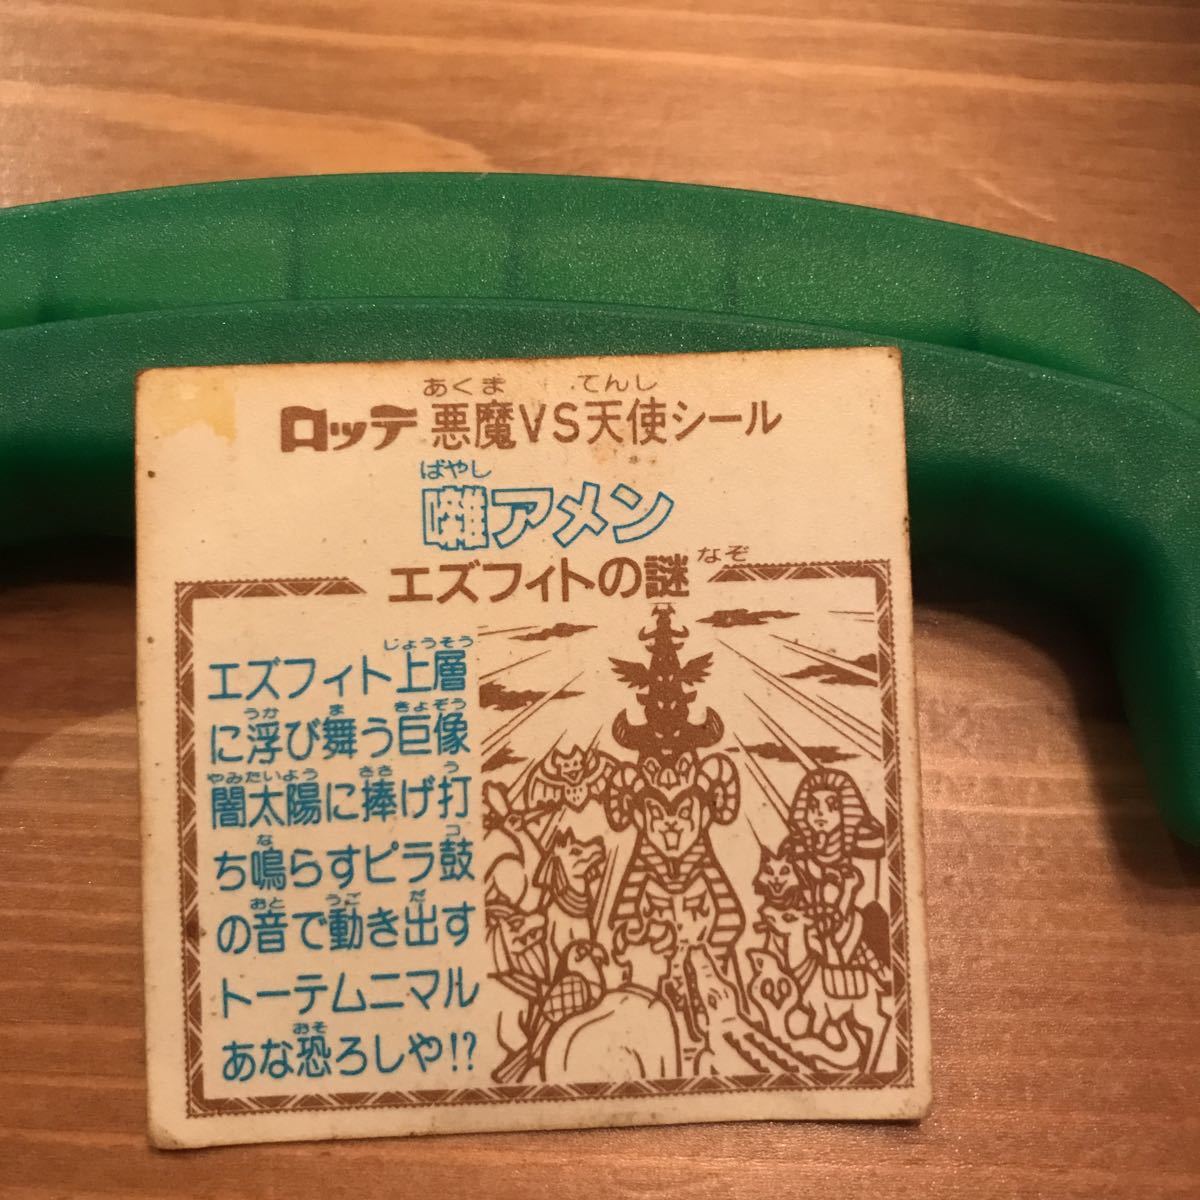 あくま てんし
ロッテ 悪魔VS天使シール
ばやし
囃アメン
エズフィトの謎 なぞ
じょうそう
エズフィト上層
うか ま きょぞう
に浮び舞う巨像
やみたいよう ささ う
闇太陽に捧げ打
な コ
ち鳴らすピラ鼓
おと うご だ
の音で動き出す
トーテムニマル
おそ
あな恐ろしや!?